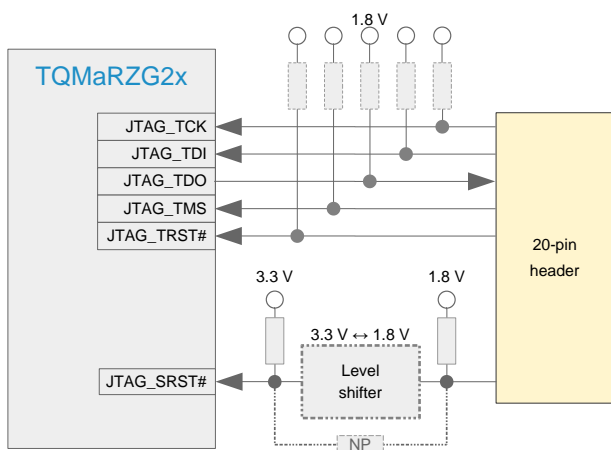 1.8 V
TQMaRZG2x
JTAG_TCK
JTAG_TDI
JTAG_TDO
JTAG_TMS
JTAG_TRST#
20-pin
header
3.3 V
1.8 V
3.3 V ↔ 1.8 V
Level
shifter
JTAG_SRST#
NP